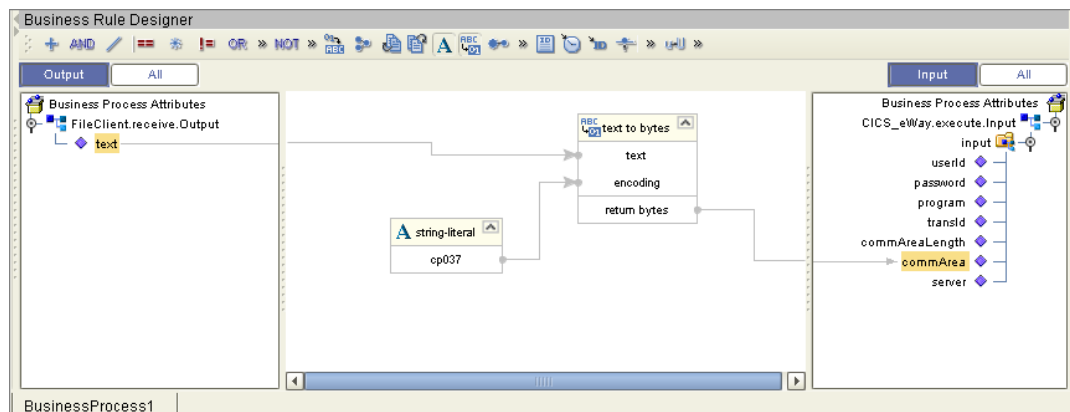 Business Rule Designer
+ AND / == * != OR » NOT » » » »
Output All Input All
Business Process Attributes
FileClient.receive.Output
text
ABC 01 text to bytes
text
encoding
return bytes
A string-literal
cp037
Business Process Attributes
CICS_eWay.execute.Input
input
userId
password
program
transId
commAreaLength
commArea
server
BusinessProcess1